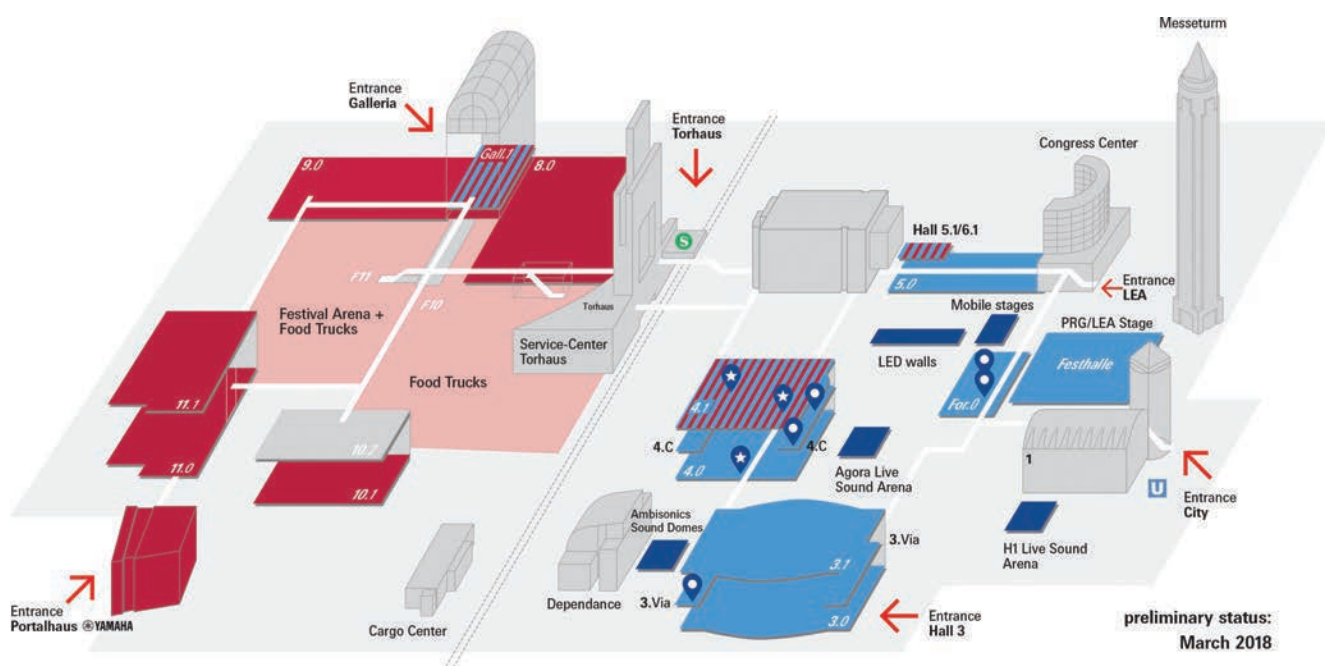 Messeturm
Entrance
Galleria
Entrance
Torhaus
Congress Center
Gall.1
9.0
8.0
S
Hall 5.1/6.1
Entrance
LEA
5.0
F11
F10
Mobile stages
PRG/LEA Stage
Festival Arena +
Food Trucks
Torhaus
Service-Center
Torhaus
LED walls
Festhalle
Food Trucks
For.0
11.1
4.1
4.C
4.C
4.0
10.2
11.0
10.1
1
Agora Live
Sound Arena
U
Entrance
City
Ambisonics
Sound Domes
H1 Live Sound
Arena
3.Via
3.1
3.Via
3.0
Dependance
Entrance
Hall 3
Entrance
Portalhaus YAMAHA
Cargo Center
preliminary status:
March 2018